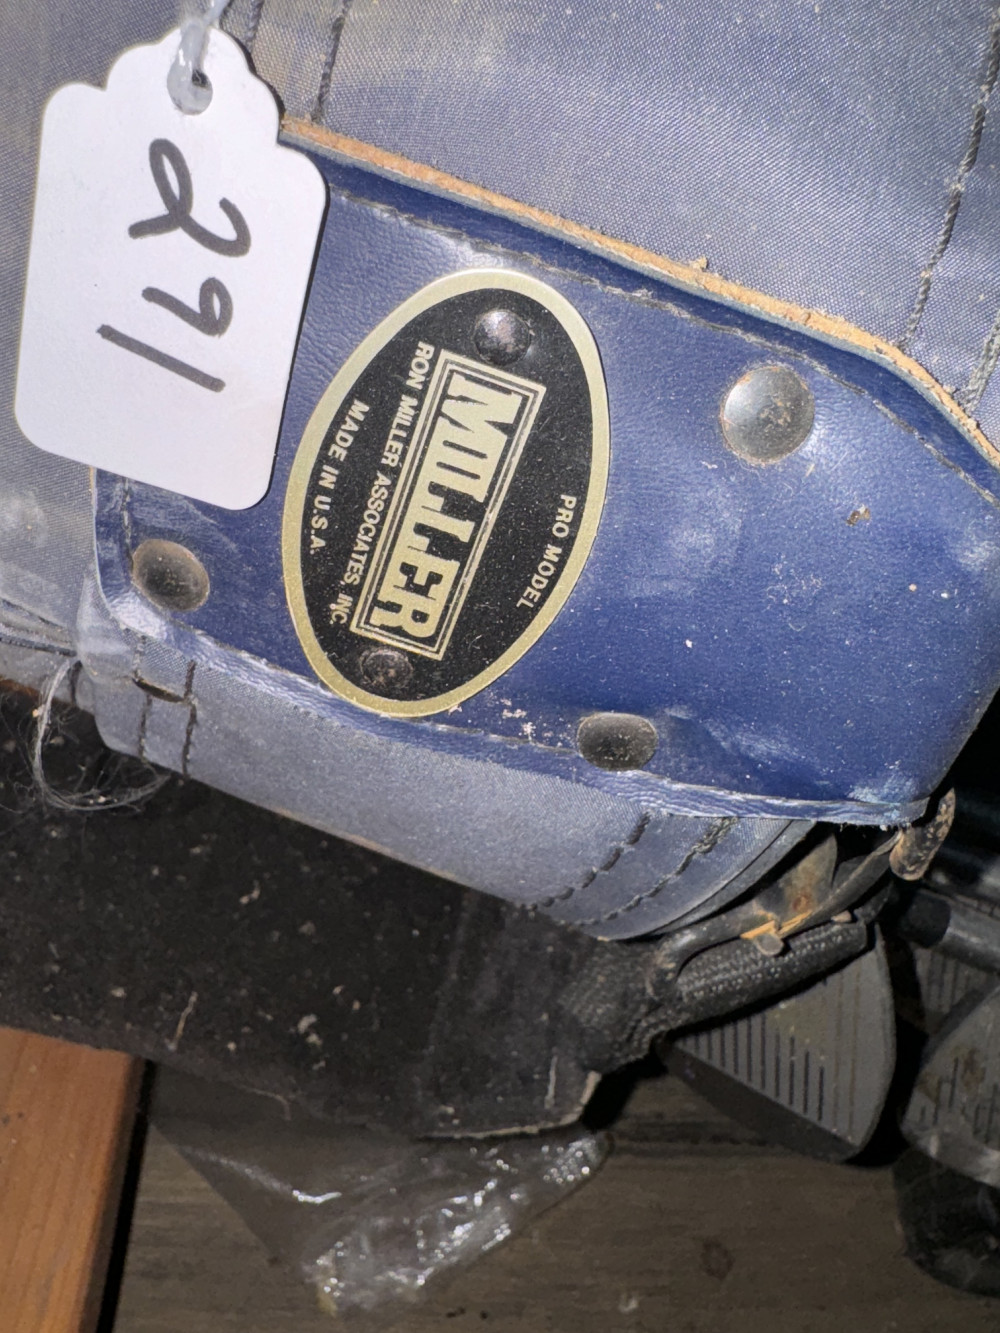 291
PRO MODEL
MILLER
RON MILLER ASSOCIATES, INC.
MADE IN U.S.A.